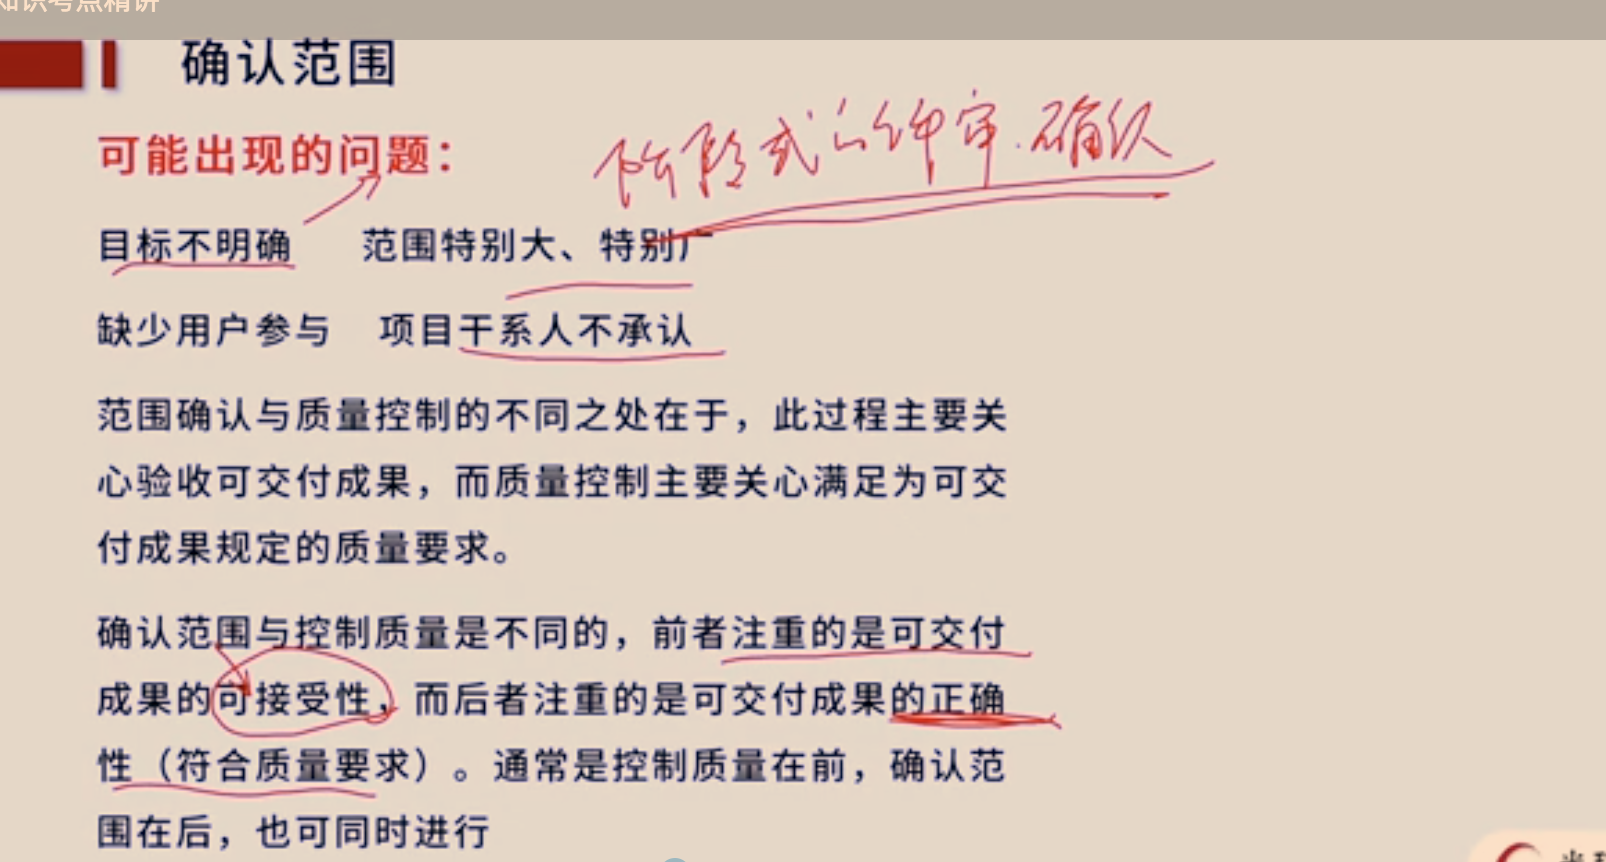 知识考点精讲
确认范围
可能出现的问题：
阶段式的评审.确认
目标不明确 范围特别大、特别广
缺少用户参与 项目干系人不承认
范围确认与质量控制的不同之处在于，此过程主要关
心验收可交付成果，而质量控制主要关心满足为可交
付成果规定的质量要求。
确认范围与控制质量是不同的，前者注重的是可交付
成果的可接受性，而后者注重的是可交付成果的正确
性（符合质量要求）。通常是控制质量在前，确认范
围在后，也可同时进行